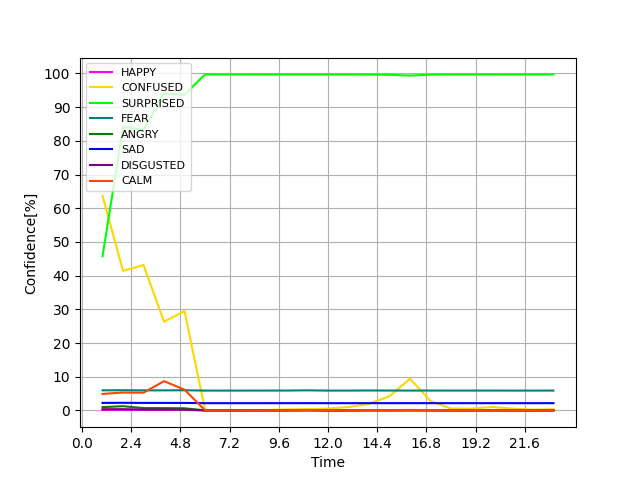 HAPPY
CONFUSED
SURPRISED
FEAR
ANGRY
SAD
DISGUSTED
CALM
100
90
80
70
60
50
40
30
20
10
0
Confidence[%]
0.0 2.4 4.8 7.2 9.6 12.0 14.4 16.8 19.2 21.6
Time